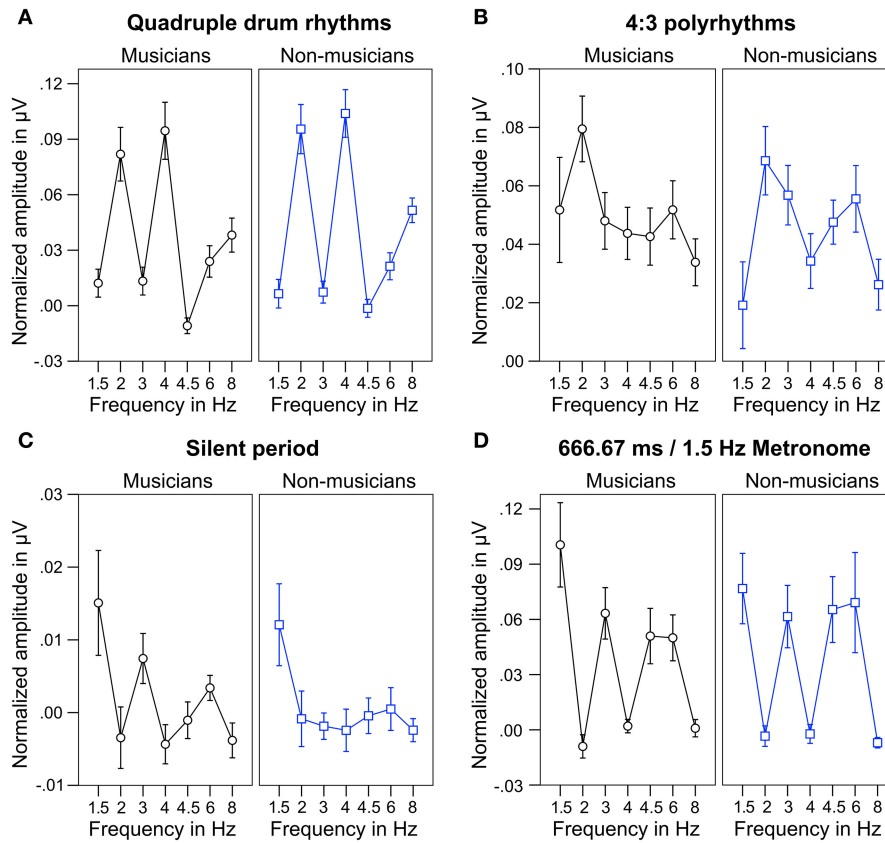 A Quadruple drum rhythms
Musicians Non-musicians
Normalized amplitude in μV
.12
.09
.06
.03
.00
-.03
1.5 2 3 4 4.5 6 8 1.5 2 3 4 4.5 6 8
Frequency in Hz Frequency in Hz
B 4:3 polyrhythms
Musicians Non-musicians
Normalized amplitude in μV
.10
.08
.06
.04
.02
.00
1.5 2 3 4 4.5 6 8 1.5 2 3 4 4.5 6 8
Frequency in Hz Frequency in Hz
C Silent period
Musicians Non-musicians
Normalized amplitude in μV
.03
.02
.01
.00
-.01
1.5 2 3 4 4.5 6 8 1.5 2 3 4 4.5 6 8
Frequency in Hz Frequency in Hz
D 666.67 ms / 1.5 Hz Metronome
Musicians Non-musicians
Normalized amplitude in μV
.12
.09
.06
.03
.00
-.03
1.5 2 3 4 4.5 6 8 1.5 2 3 4 4.5 6 8
Frequency in Hz Frequency in Hz